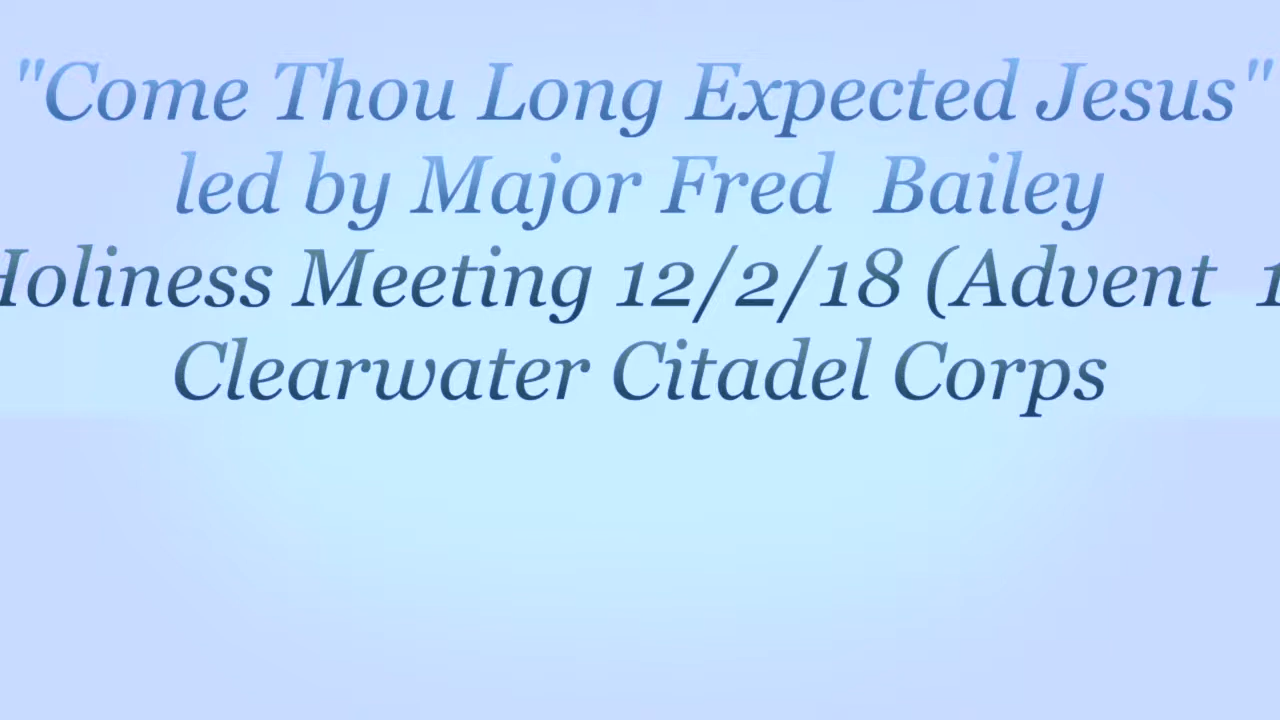 "Come Thou Long Expected Jesus"
led by Major Fred Bailey
Holiness Meeting 12/2/18 (Advent 1
Clearwater Citadel Corps